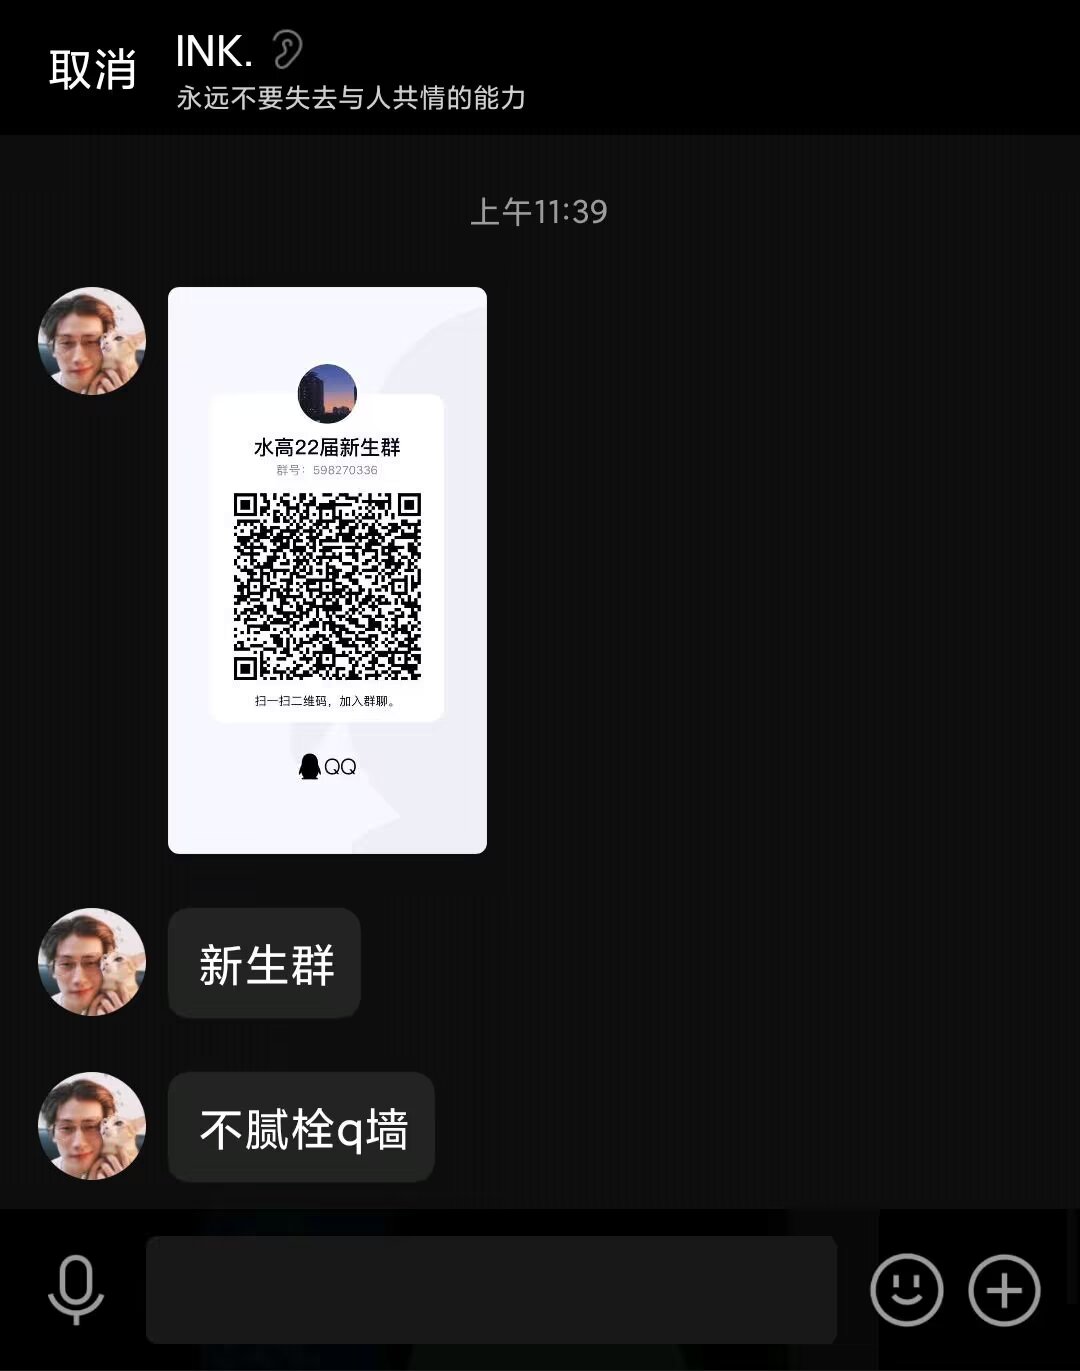 取消
INK.
永远不要失去与人共情的能力
上午11:39
水高22届新生群
群号：598270336
扫一扫二维码，加入群聊。
QQ
新生群
不腻栓q墙